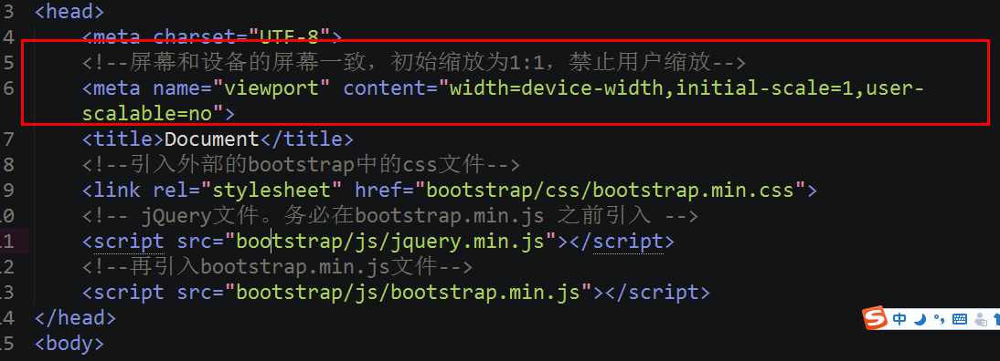 3 <head>
4 <meta charset="UTF-8">
5 <!--屏幕和设备的屏幕一致，初始缩放为1:1，禁止用户缩放-->
6 <meta name="viewport" content="width=device-width,initial-scale=1,user-
scalable=no">
7 <title>Document</title>
8 <!--引入外部的bootstrap中的css文件-->
9 <link rel="stylesheet" href="bootstrap/css/bootstrap.min.css">
10 <!-- jQuery文件。务必在bootstrap.min.js 之前引入 -->
11 <script src="bootstrap/js/jquery.min.js"></script>
12 <!--再引入bootstrap.min.js文件-->
13 <script src="bootstrap/js/bootstrap.min.js"></script>
14 </head>
15 <body>
S 中